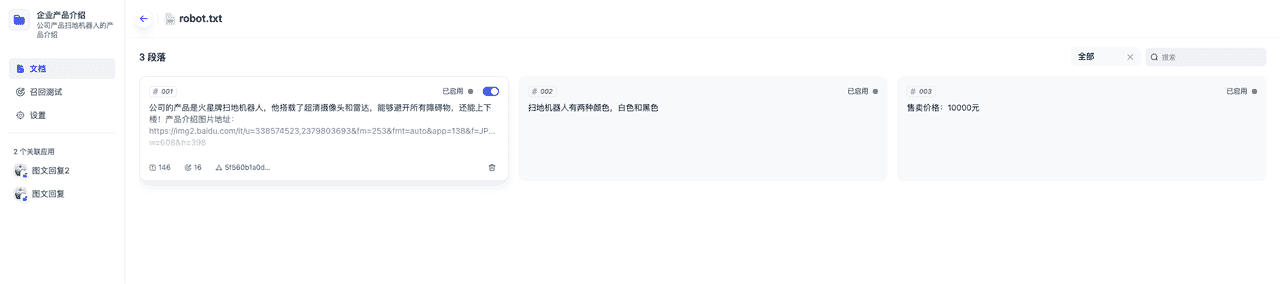 企业产品介绍
公司产品扫地机器人的产
品介绍
文档
召回测试
设置
2 个关联应用
图文回复2
图文回复
robot.txt
3 段落
全部
搜索
# 001
已启用
公司的产品是火星牌扫地机器人，他搭载了超清摄像头和雷达，能够避开所有障碍物，还能上下
楼！产品介绍图片地址：
https://img2.baidu.com/it/u=338574523,2379803693&fm=253&fmt=auto&app=138&f=JP...
w=608&h=398
146
16
5f560b1a0d...
# 002
已启用
扫地机器人有两种颜色，白色和黑色
# 003
已启用
售卖价格：10000元